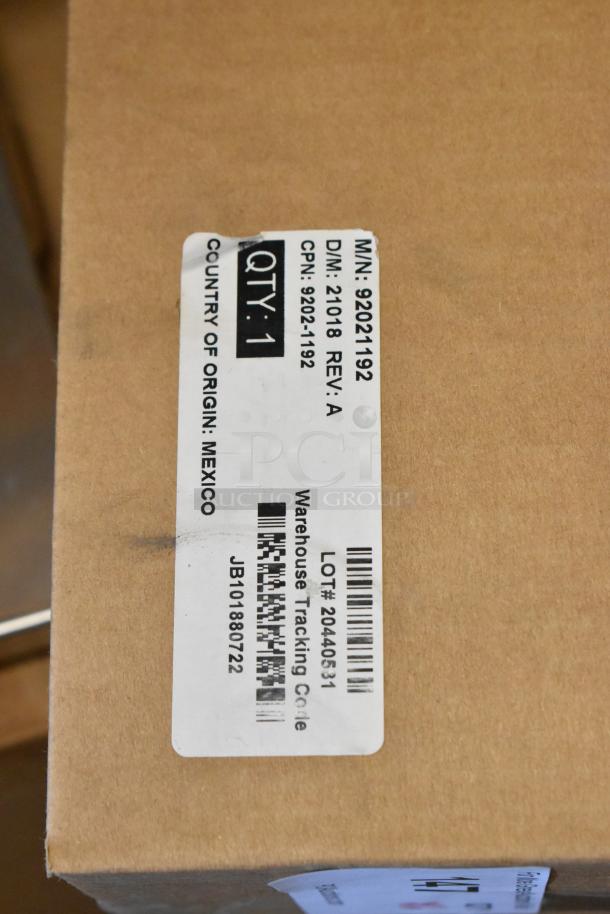 M/N: 92021192
D/M: 21018 REV: A
CPN: 9202-1192
QTY: 1
COUNTRY OF ORIGIN: MEXICO
LOT# 20440531
Warehouse Tracking Code
JB101880722
PCI
AUCTION GROUP
147